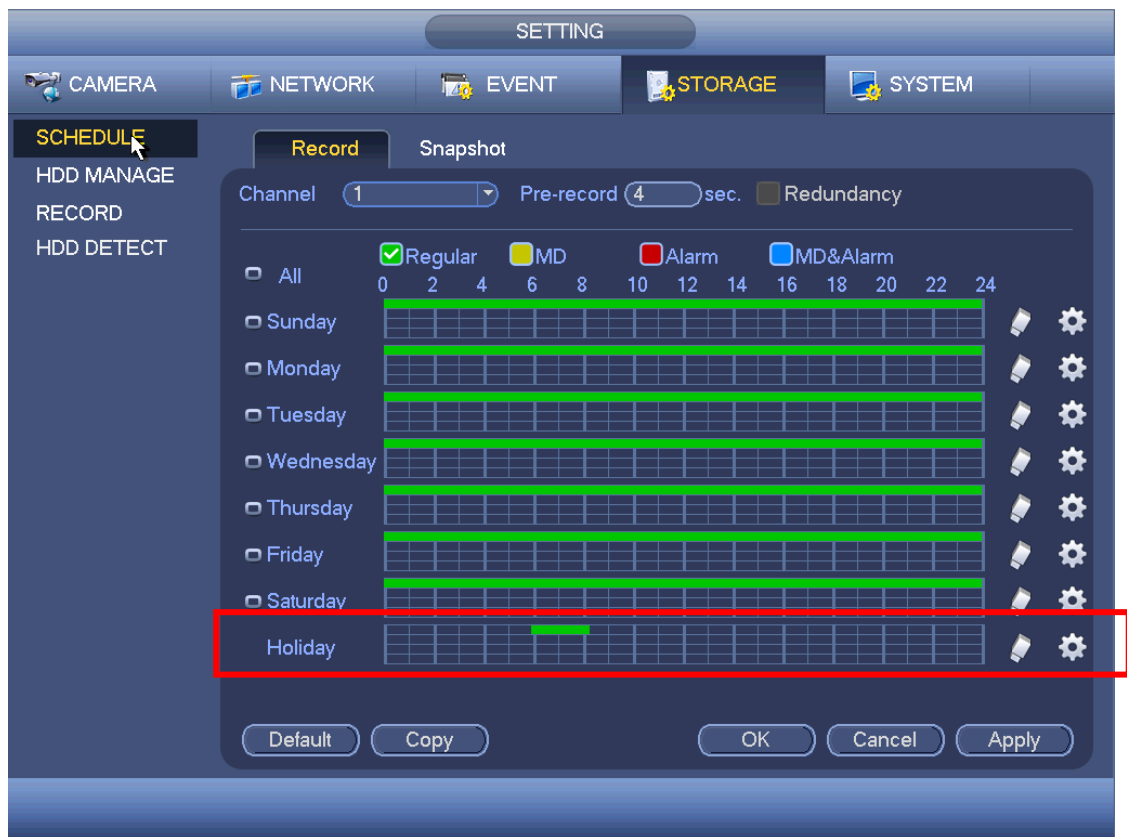 SETTING
CAMERA NETWORK EVENT STORAGE SYSTEM
SCHEDULE
HDD MANAGE
RECORD
HDD DETECT
Record Snapshot
Channel 1 Pre-record 4 sec. Redundancy
Regular MD Alarm MD&Alarm
All 0 2 4 6 8 10 12 14 16 18 20 22 24
Sunday
Monday
Tuesday
Wednesday
Thursday
Friday
Saturday
Holiday
Default Copy OK Cancel Apply